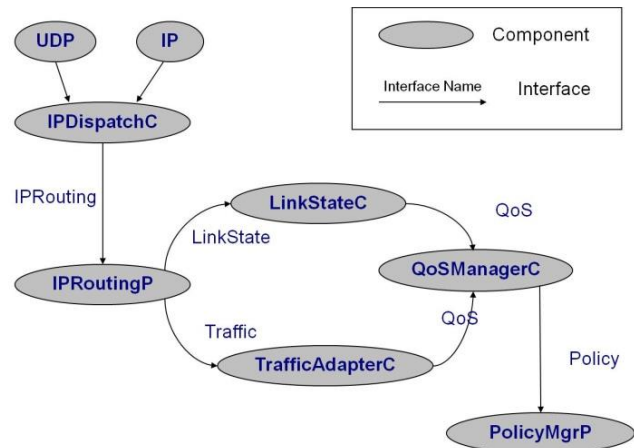 UDP
IP
Component
Interface Name
Interface
IPDispatchC
IPRouting
LinkStateC
QoS
LinkState
IPRoutingP
QoSManagerC
QoS
Traffic
TrafficAdapterC
Policy
PolicyMgrP